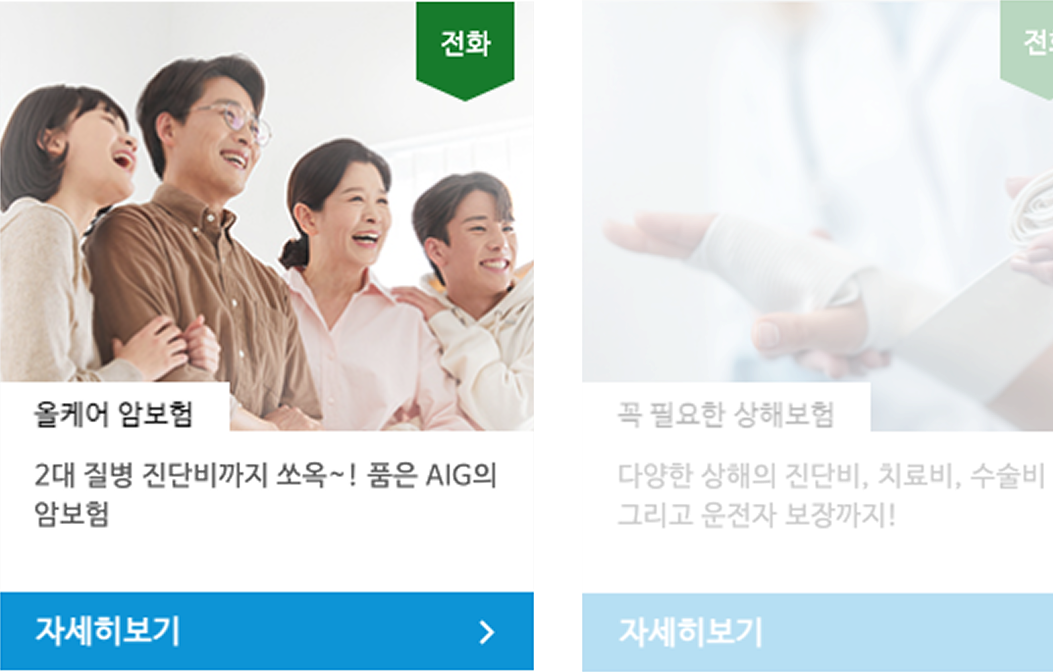 전화
올케어 암보험
2대 질병 진단비까지 쏘옥~! 품은 AIG의
암보험
자세히보기
꼭 필요한 상해보험
다양한 상해의 진단비, 치료비, 수술비
그리고 운전자 보장까지!
자세히보기